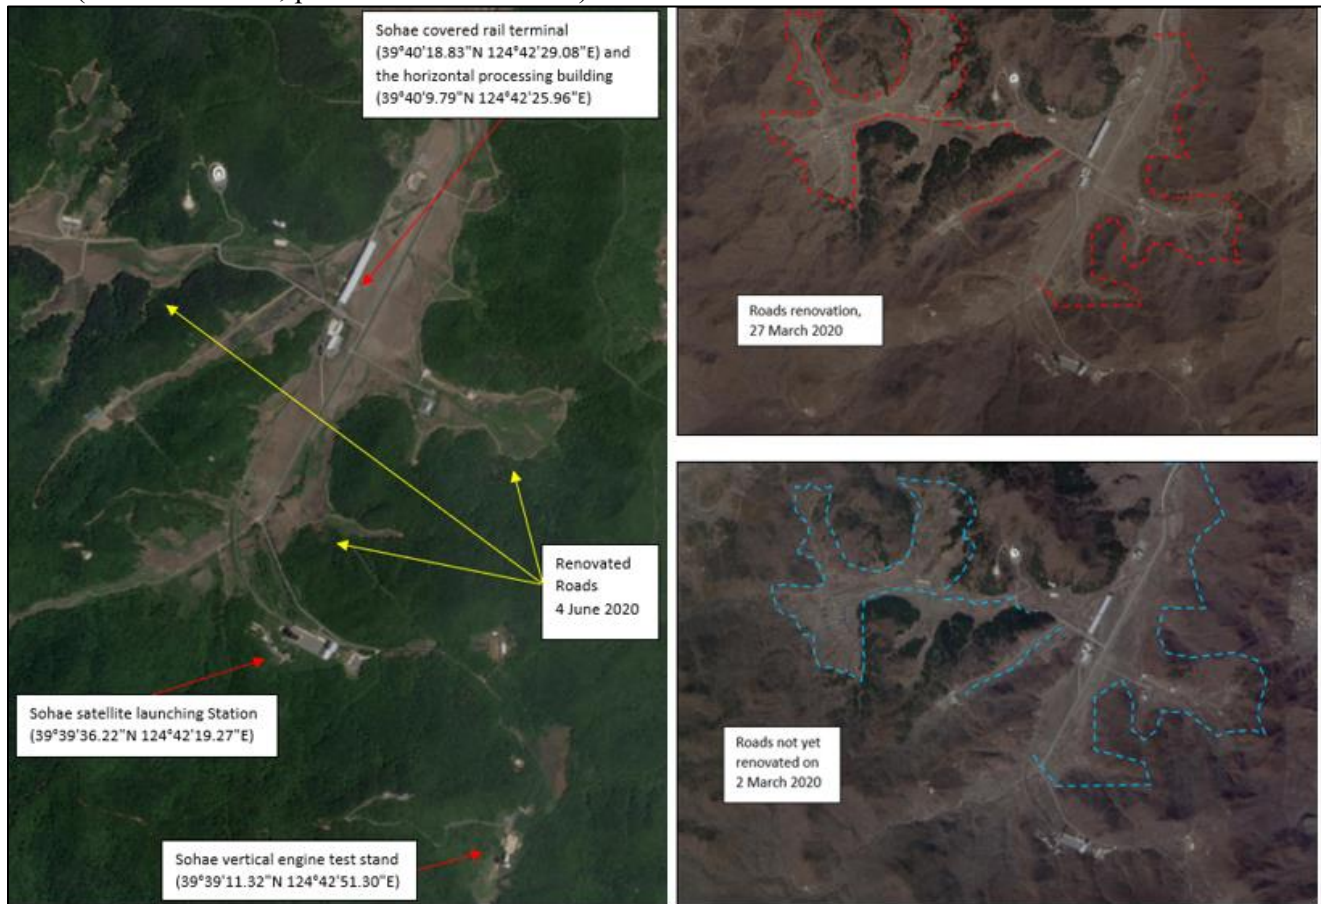 Sohae covered rail terminal
(39°40'18.83"N 124°42'29.08"E) and
the horizontal processing building
(39°40'9.79"N 124°42'25.96"E)
Renovated
Roads
4 June 2020
Sohae satellite launching Station
(39°39'36.22"N 124°42'19.27"E)
Sohae vertical engine test stand
(39°39'11.32"N 124°42'51.30"E)
Roads renovation,
27 March 2020
Roads not yet
renovated on
2 March 2020